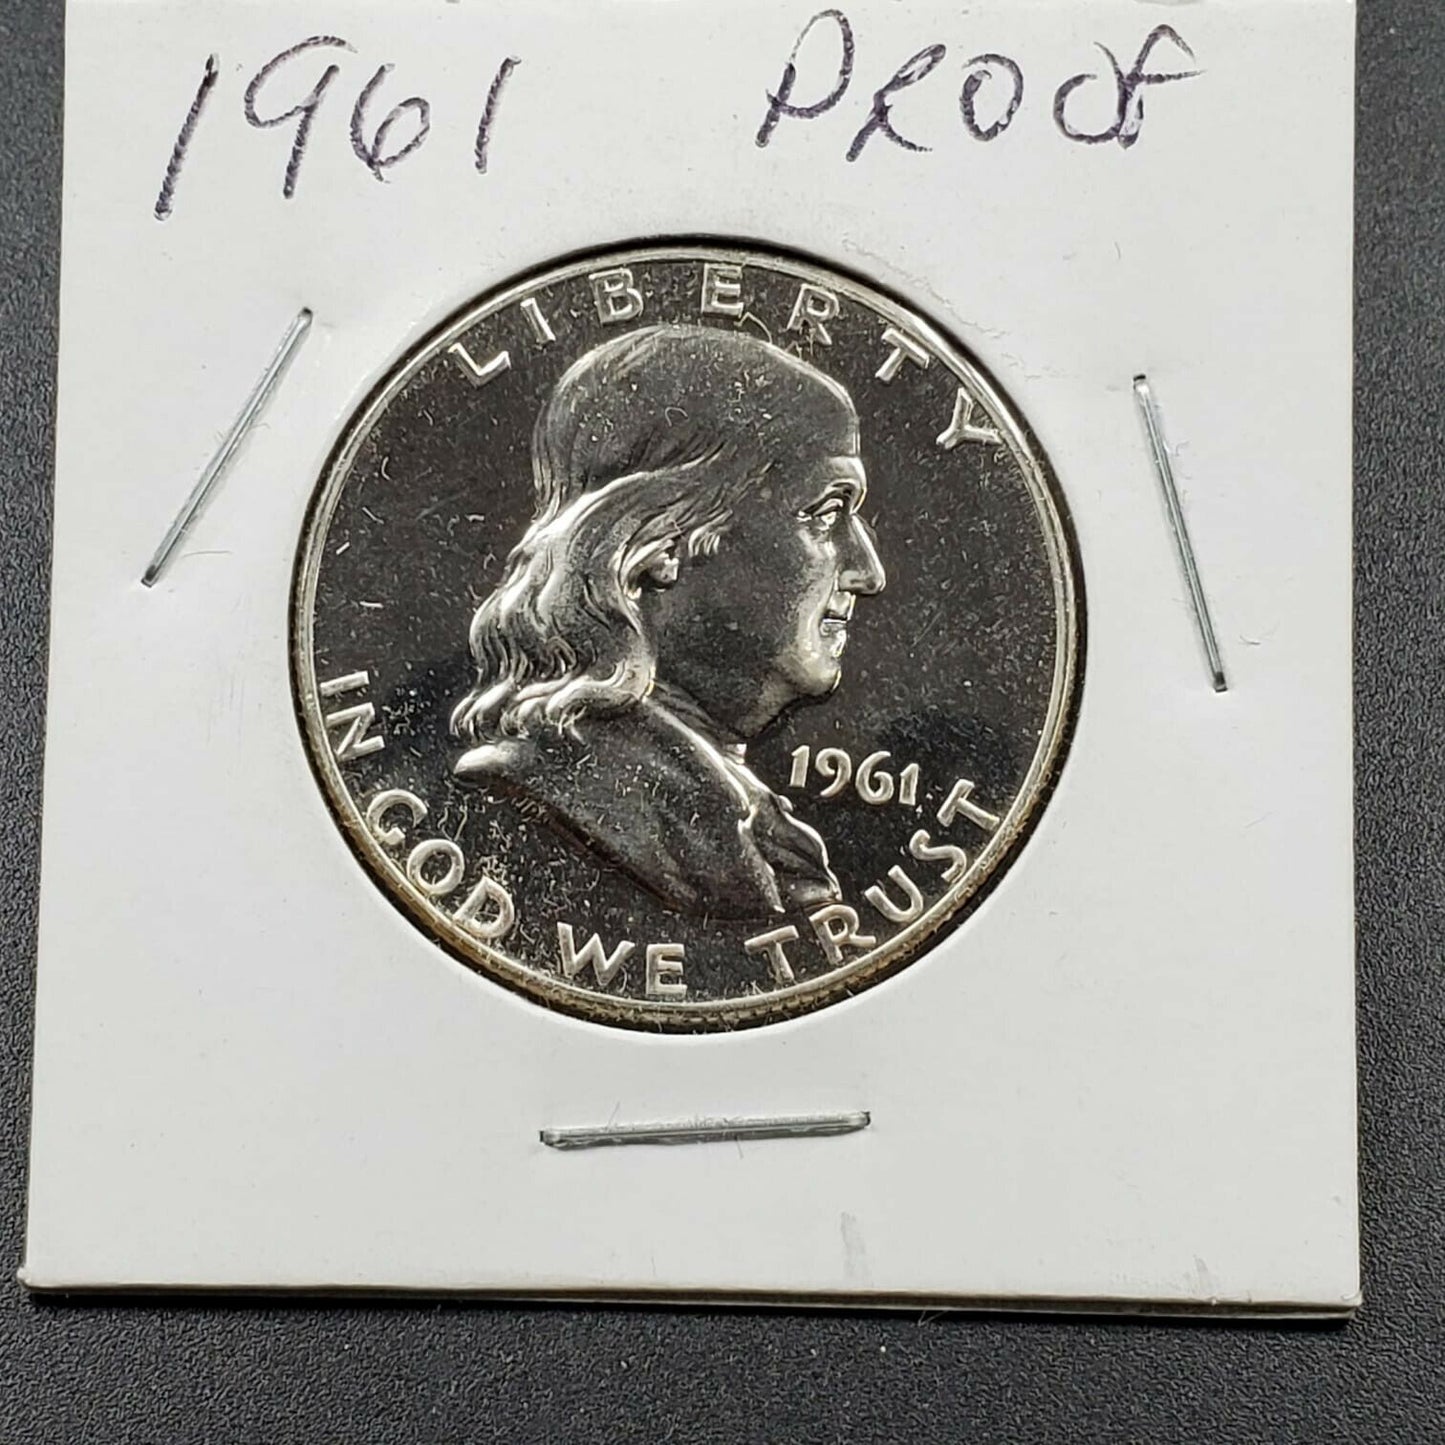 1961 PROOF
LIBERTY
IN GOD WE TRUST
1961